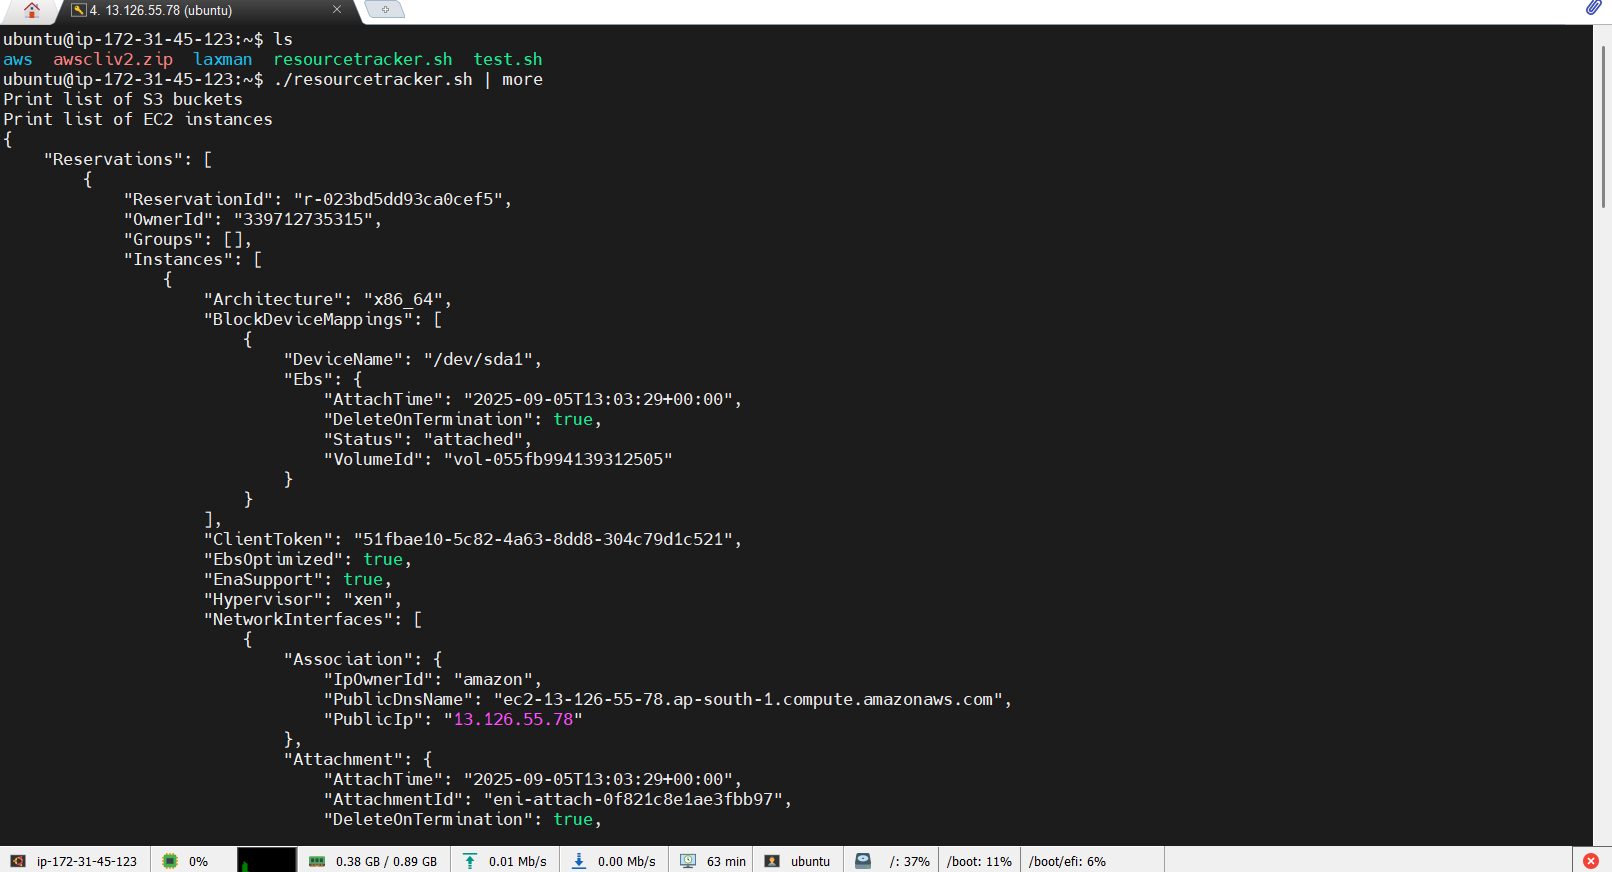 4. 13.126.55.78 (ubuntu)
ubuntu@ip-172-31-45-123:~$ ls
aws  awscliv2.zip  laxman  resourcetracker.sh  test.sh
ubuntu@ip-172-31-45-123:~$ ./resourcetracker.sh | more
Print list of S3 buckets
Print list of EC2 instances
{
    "Reservations": [
        {
            "ReservationId": "r-023bd5dd93ca0cef5",
            "OwnerId": "339712735315",
            "Groups": [],
            "Instances": [
                {
                    "Architecture": "x86_64",
                    "BlockDeviceMappings": [
                        {
                            "DeviceName": "/dev/sda1",
                            "Ebs": {
                                "AttachTime": "2025-09-05T13:03:29+00:00",
                                "DeleteOnTermination": true,
                                "Status": "attached",
                                "VolumeId": "vol-055fb994139312505"
                            }
                        }
                    ],
                    "ClientToken": "51fbae10-5c82-4a63-8dd8-304c79d1c521",
                    "EbsOptimized": true,
                    "EnaSupport": true,
                    "Hypervisor": "xen",
                    "NetworkInterfaces": [
                        {
                            "Association": {
                                "IpOwnerId": "amazon",
                                "PublicDnsName": "ec2-13-126-55-78.ap-south-1.compute.amazonaws.com",
                                "PublicIp": "13.126.55.78"
                            },
                            "Attachment": {
                                "AttachTime": "2025-09-05T13:03:29+00:00",
                                "AttachmentId": "eni-attach-0f821c8e1ae3fbb97",
                                "DeleteOnTermination": true,
ip-172-31-45-123 0% 0.38 GB / 0.89 GB 0.01 Mb/s 0.00 Mb/s 63 min ubuntu /: 37% /boot: 11% /boot/efi: 6%